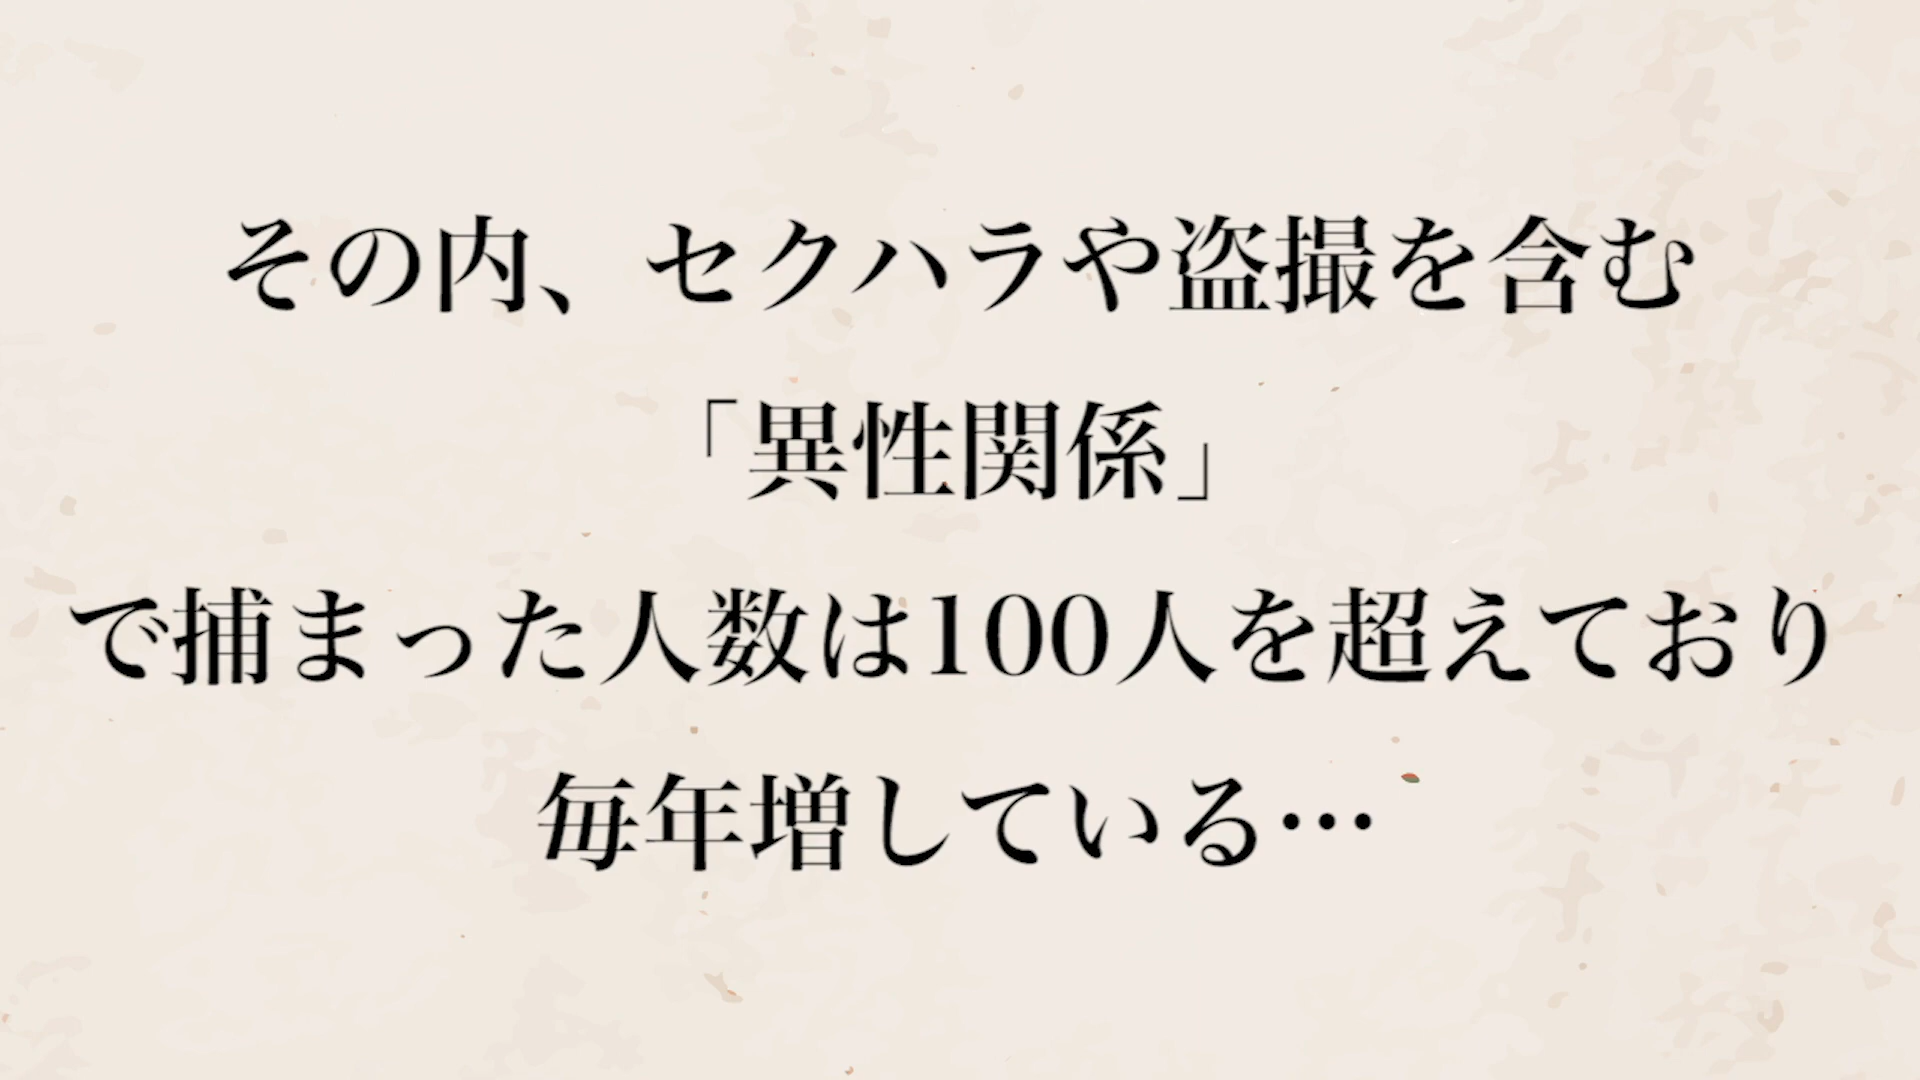 その内、セクハラや盗撮を含む
「異性関係」
で捕まった人数は100人を超えており
毎年増している…